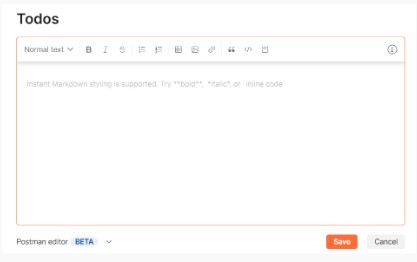 Todos
Normal text B I S
Instant Markdown styling is supported. Try **bold**, *italic*, or `inline code`
Postman editor BETA Save Cancel